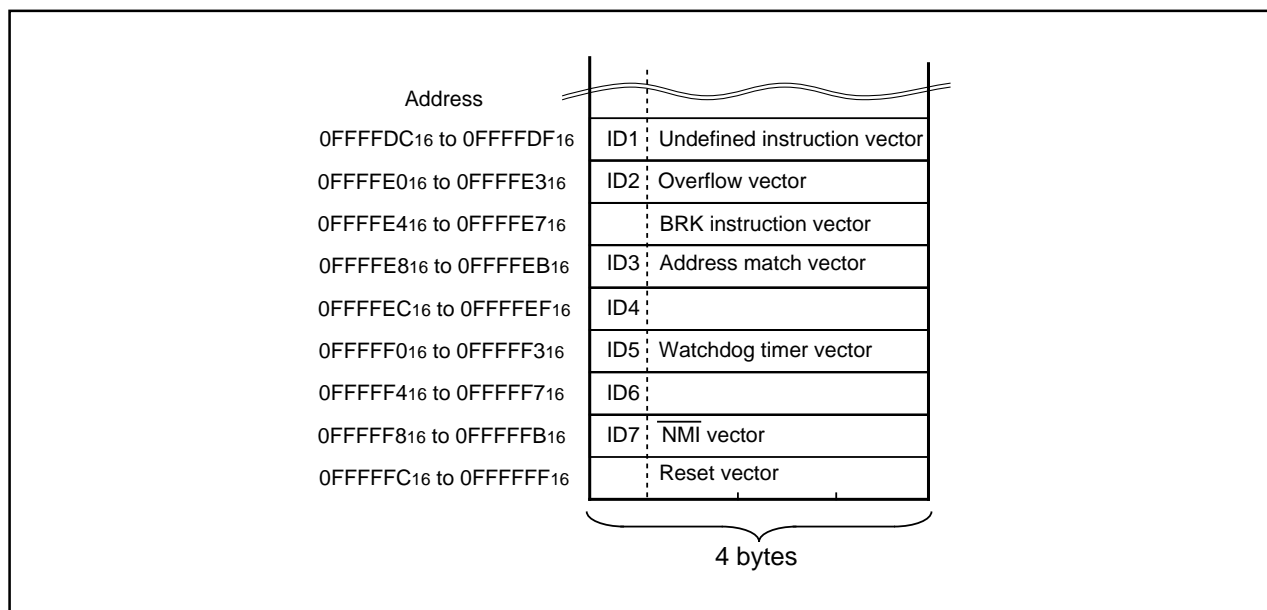 Address
0FFFFDC16 to 0FFFFDF16 ID1 Undefined instruction vector
0FFFFE016 to 0FFFFE316 ID2 Overflow vector
0FFFFE416 to 0FFFFE716 BRK instruction vector
0FFFFE816 to 0FFFFEB16 ID3 Address match vector
0FFFFEC16 to 0FFFFEF16 ID4
0FFFFF016 to 0FFFFF316 ID5 Watchdog timer vector
0FFFFF416 to 0FFFFF716 ID6
0FFFFF816 to 0FFFFFB16 ID7 NMI vector
0FFFFFC16 to 0FFFFFF16 Reset vector
4 bytes